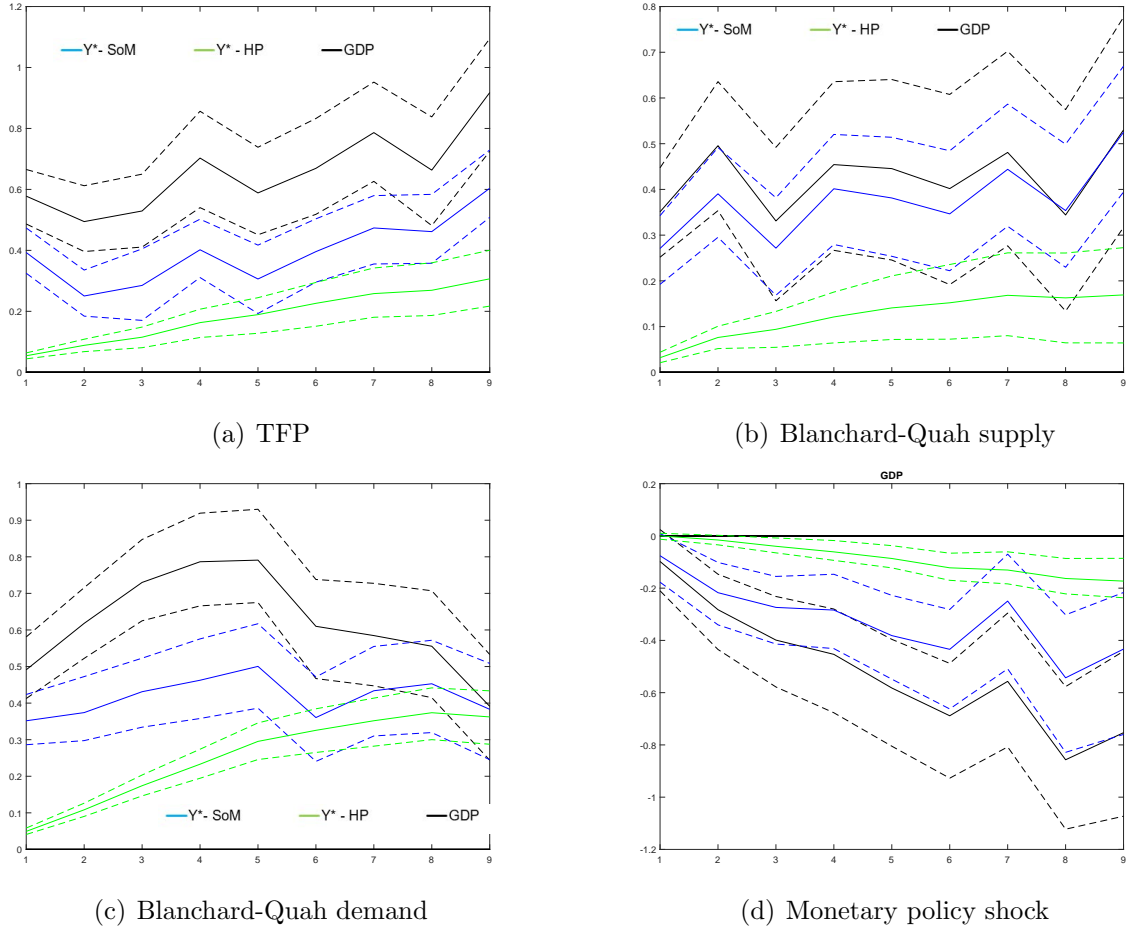 1.2
1
0.8
0.6
0.4
0.2
0
Y*- SoM Y* - HP GDP
1 2 3 4 5 6 7 8 9
(a) TFP
0.8
0.7
0.6
0.5
0.4
0.3
0.2
0.1
0
Y*- SoM Y* - HP GDP
1 2 3 4 5 6 7 8 9
(b) Blanchard-Quah supply
1
0.9
0.8
0.7
0.6
0.5
0.4
0.3
0.2
0.1
0
Y*- SoM Y* - HP GDP
1 2 3 4 5 6 7 8 9
(c) Blanchard-Quah demand
GDP
0.2
0
-0.2
-0.4
-0.6
-0.8
-1
-1.2
1 2 3 4 5 6 7 8 9
(d) Monetary policy shock